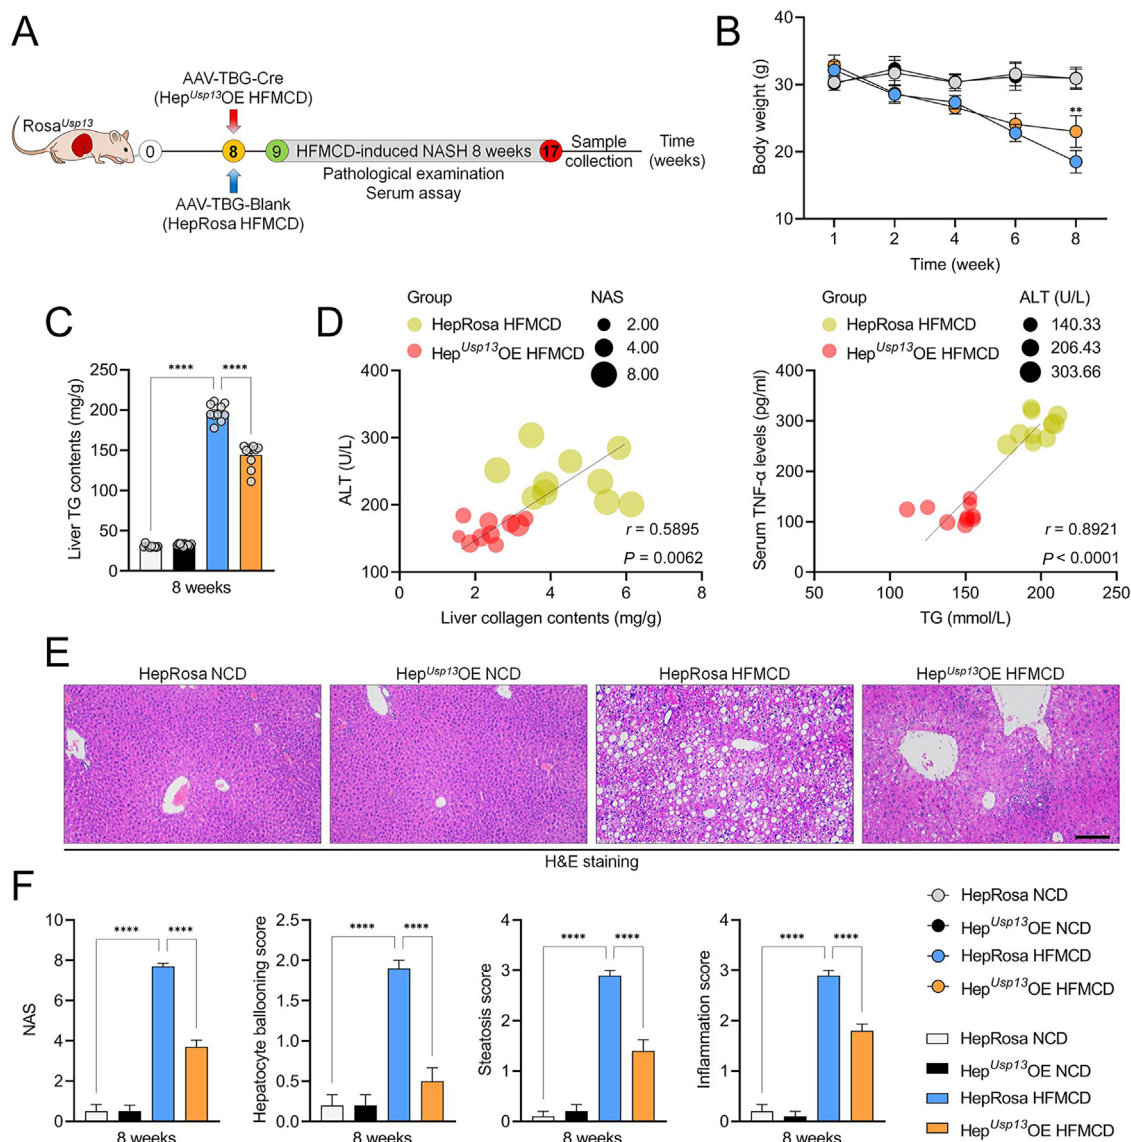 A
AAV-TBG-Cre
(HepUsp13OE HFMCD)
RosaUsp13
0
8
9
HFMCD-induced NASH 8 weeks
17
Sample
collection
Time
(weeks)
Pathological examination
Serum assay
AAV-TBG-Blank
(HepRosa HFMCD)
B
Body weight (g)
40
30
20
10
**
1 2 4 6 8
Time (week)
C
Liver TG contents (mg/g)
250
200
150
100
50
0
**** ****
8 weeks
D
Group
HepRosa HFMCD
HepUsp13OE HFMCD
NAS
2.00
4.00
8.00
ALT (U/L)
400
300
200
100
r = 0.5895
P = 0.0062
0 2 4 6 8
Liver collagen contents (mg/g)
Group
HepRosa HFMCD
HepUsp13OE HFMCD
ALT (U/L)
140.33
206.43
303.66
Serum TNF-α levels (pg/ml)
400
300
200
100
0
r = 0.8921
P < 0.0001
50 100 150 200 250
TG (mmol/L)
E
HepRosa NCD
HepUsp13OE NCD
HepRosa HFMCD
HepUsp13OE HFMCD
H&E staining
F
NAS
10
8
6
4
2
0
**** ****
8 weeks
Hepatocyte ballooning score
2.5
2.0
1.5
1.0
0.5
0.0
**** ****
8 weeks
Steatosis score
4
3
2
1
0
**** ****
8 weeks
Inflammation score
4
3
2
1
0
**** ****
8 weeks
HepRosa NCD
HepUsp13OE NCD
HepRosa HFMCD
HepUsp13OE HFMCD
HepRosa NCD
HepUsp13OE NCD
HepRosa HFMCD
HepUsp13OE HFMCD